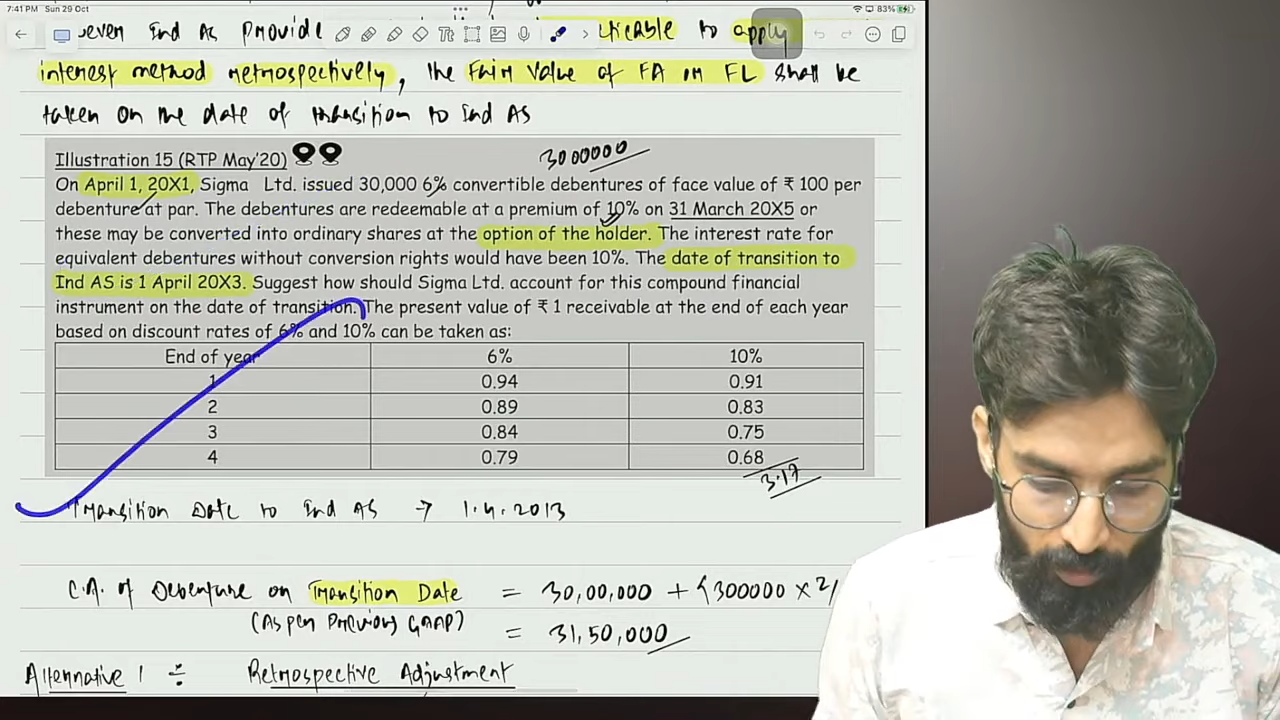 7:41 PM Sun 29 Oct
83%
even Ind As provide icable to apply
interest method retrospectively, the Fair Value of FA or FL shall be
taken on the date of transition to Ind AS
Illustration 15 (RTP May'20)
3000000
On April 1, 20X1, Sigma Ltd. issued 30,000 6% convertible debentures of face value of ₹ 100 per
debenture at par. The debentures are redeemable at a premium of 10% on 31 March 20X5 or
these may be converted into ordinary shares at the option of the holder. The interest rate for
equivalent debentures without conversion rights would have been 10%. The date of transition to
Ind AS is 1 April 20X3. Suggest how should Sigma Ltd. account for this compound financial
instrument on the date of transition. The present value of ₹ 1 receivable at the end of each year
based on discount rates of 6% and 10% can be taken as:
End of year 6% 10%
1 0.94 0.91
2 0.89 0.83
3 0.84 0.75
4 0.79 0.68
3.17
Transition Date to Ind AS → 1.4.2013
C.A. of Debenture on Transition Date = 30,00,000 + {300000 × 2/
(As per Previous GAAP) = 31,50,000
Alternative 1 ÷ Retrospective Adjustment